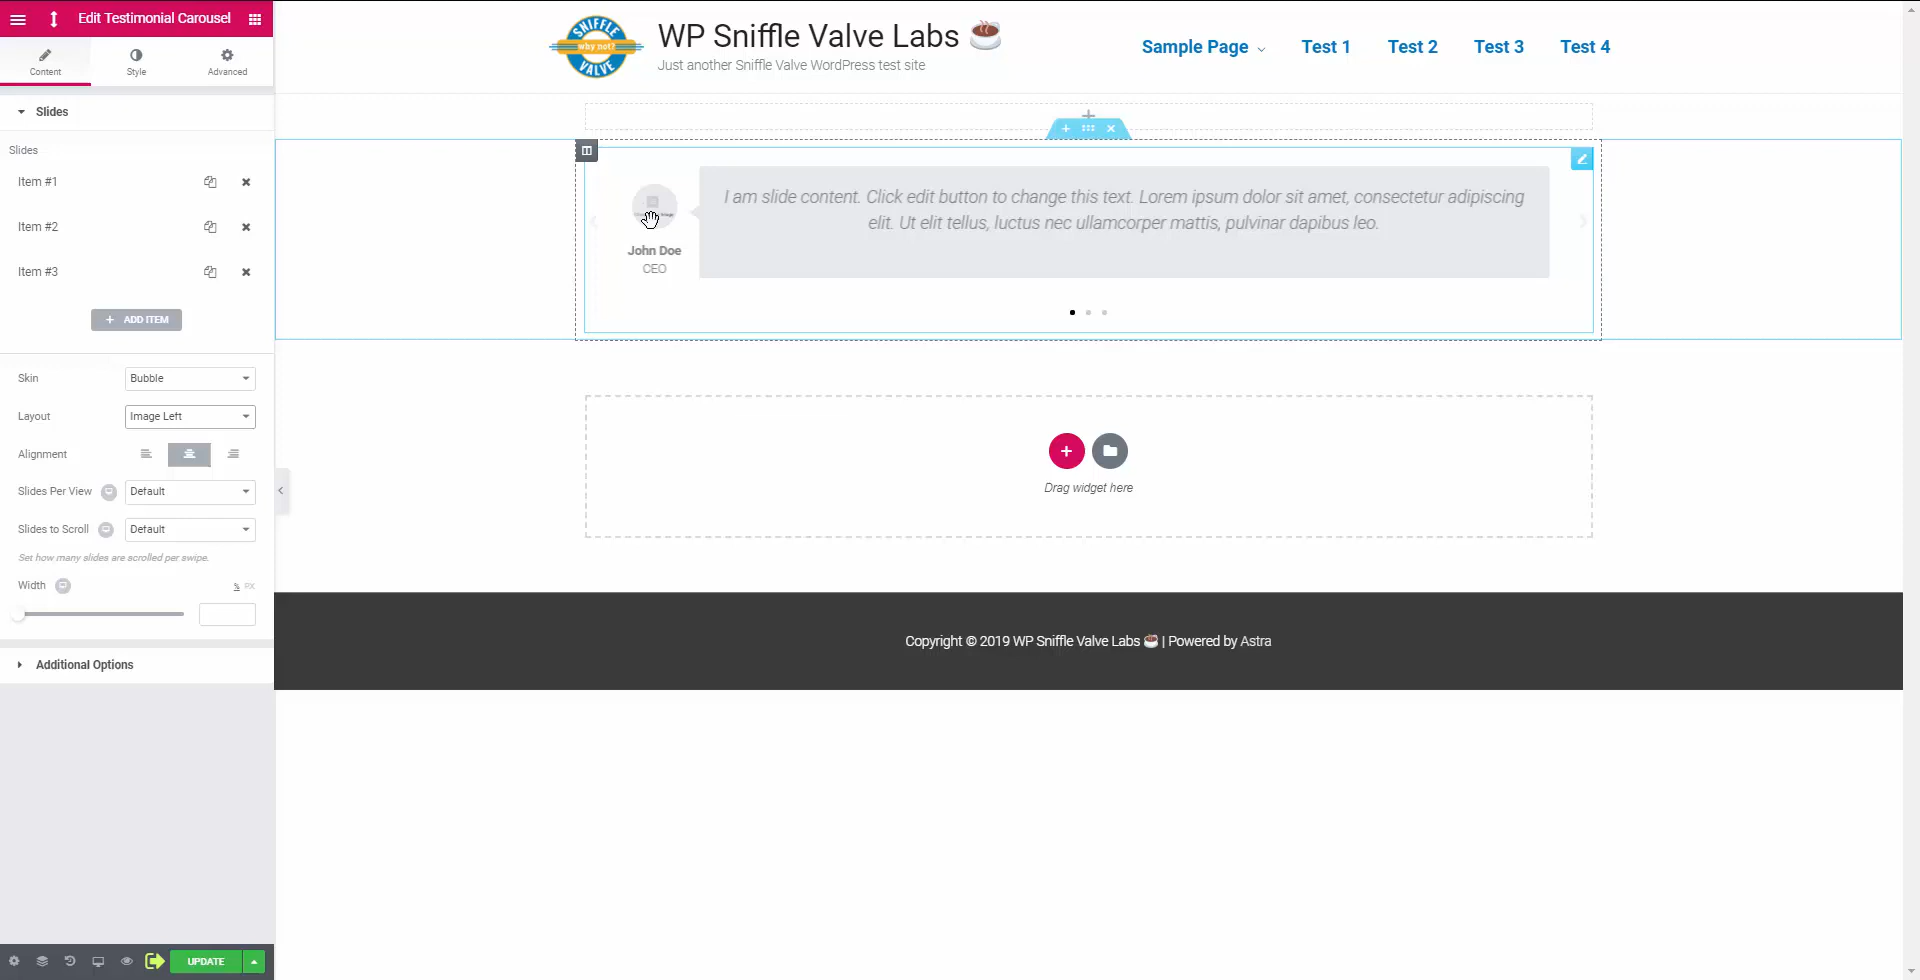 Edit Testimonial Carousel
Content
Style
Advanced
Slides
Slides
Item #1
Item #2
Item #3
ADD ITEM
Skin
Bubble
Layout
Image Left
Alignment
Slides Per View
Default
Slides to Scroll
Default
Set how many slides are scrolled per swipe.
Width
% PX
Additional Options
UPDATE
SNIFFLE
why not?
VALVE
WP Sniffle Valve Labs ☕
Just another Sniffle Valve WordPress test site
Sample Page
Test 1
Test 2
Test 3
Test 4
I am slide content. Click edit button to change this text. Lorem ipsum dolor sit amet, consectetur adipiscing
elit. Ut elit tellus, luctus nec ullamcorper mattis, pulvinar dapibus leo.
John Doe
CEO
Drag widget here
Copyright © 2019 WP Sniffle Valve Labs ☕ | Powered by Astra